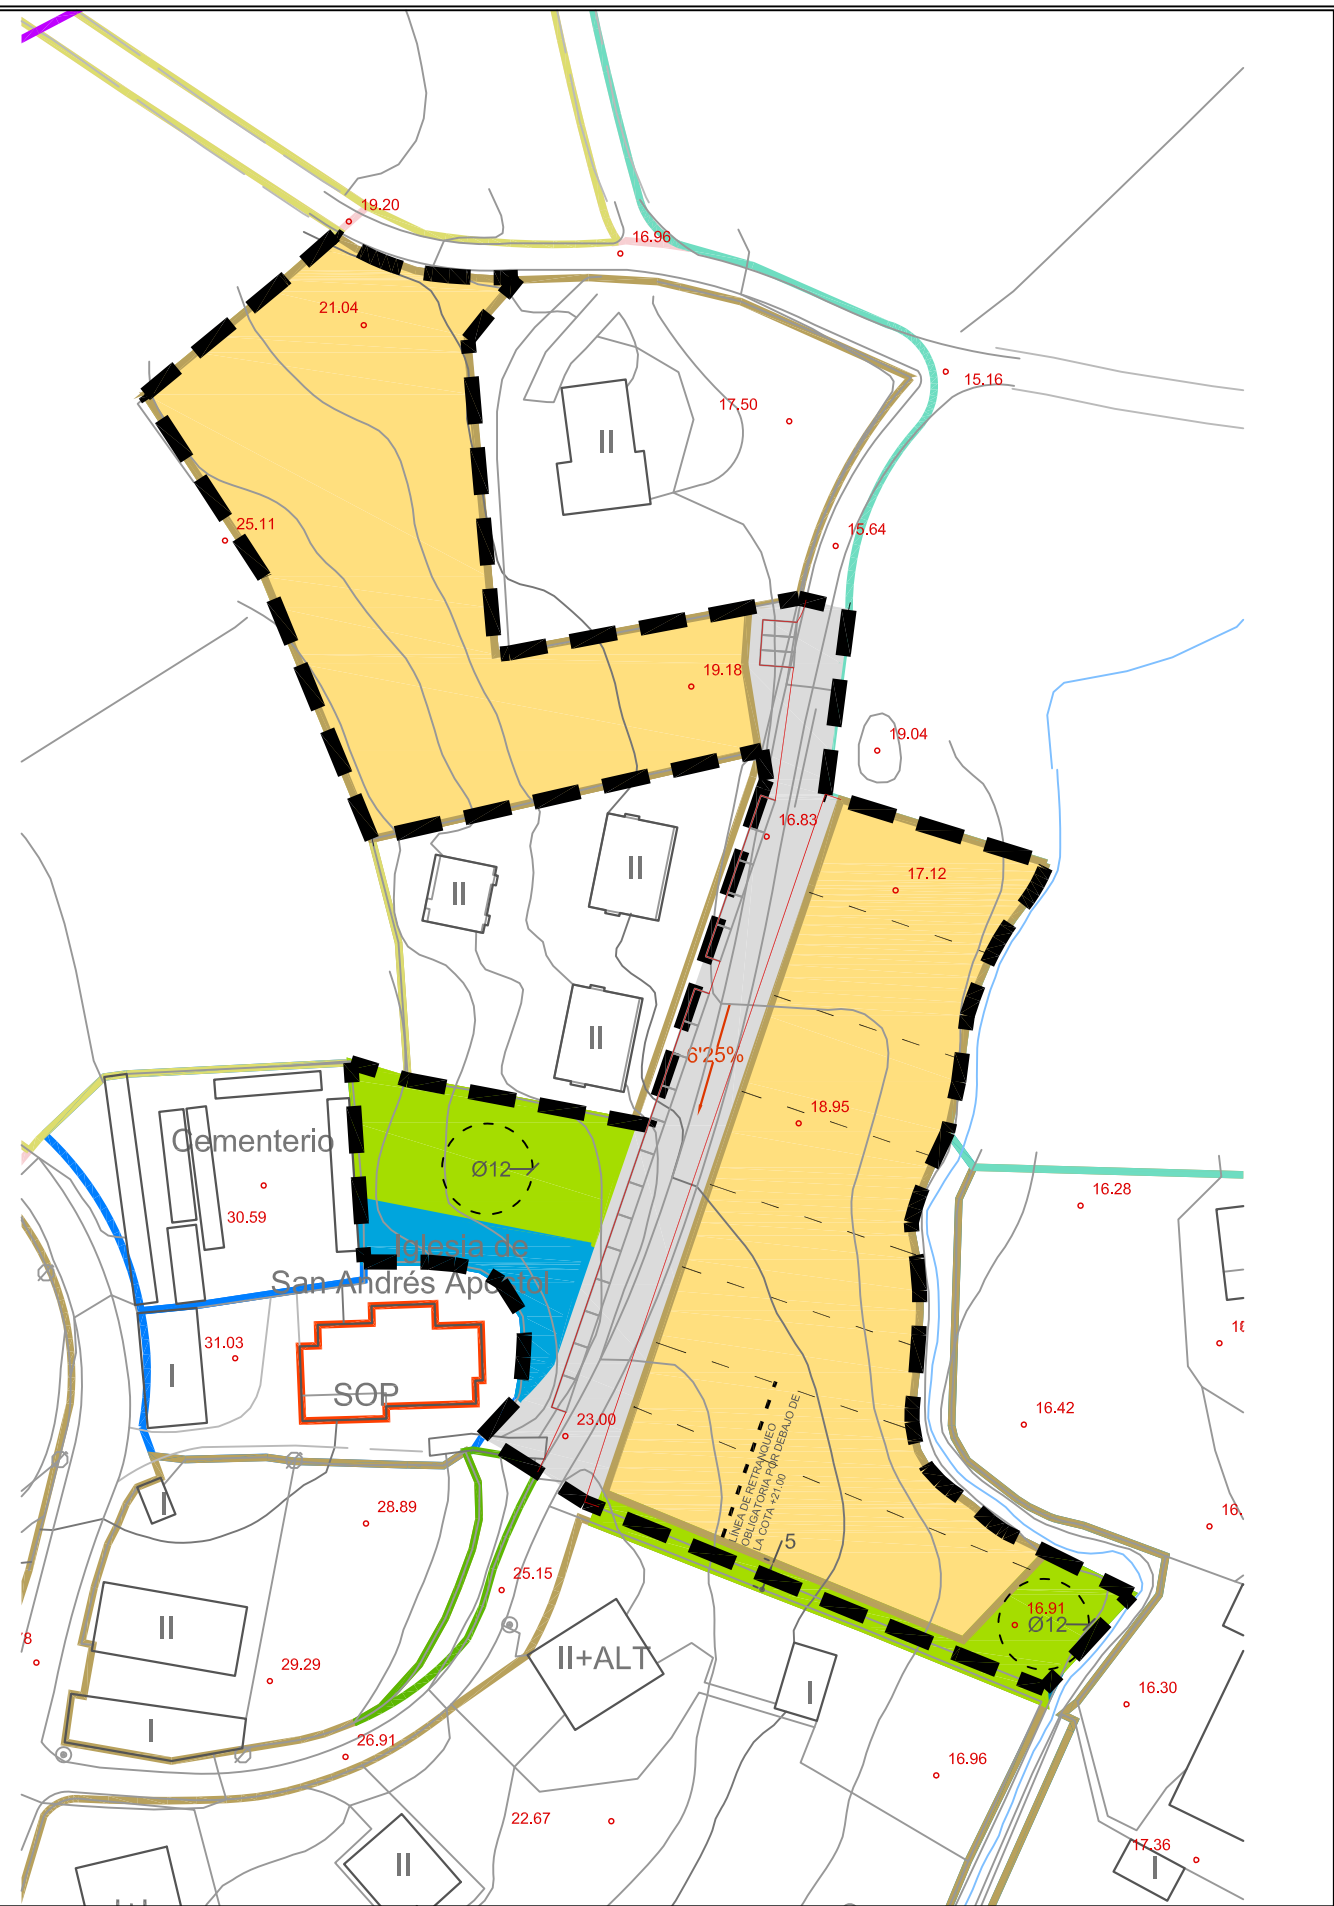 19.20
16.96
21.04
15.16
17.50
II
25.11
15.64
19.18
19.04
16.83
II
II
17.12
II
6'25%
18.95
Cementerio
Ø12
16.28
30.59
Iglesia de
San Andrés Apóstol
31.03
I
SOP
23.00
16.42
LÍNEA DE RETRANQUEO
OBLIGATORIA POR DEBAJO DE
LA COTA +21.00
I
28.89
5
25.15
16.91
Ø12
II
II+ALT
29.29
I
I
16.30
26.91
16.96
22.67
17.36
II
I